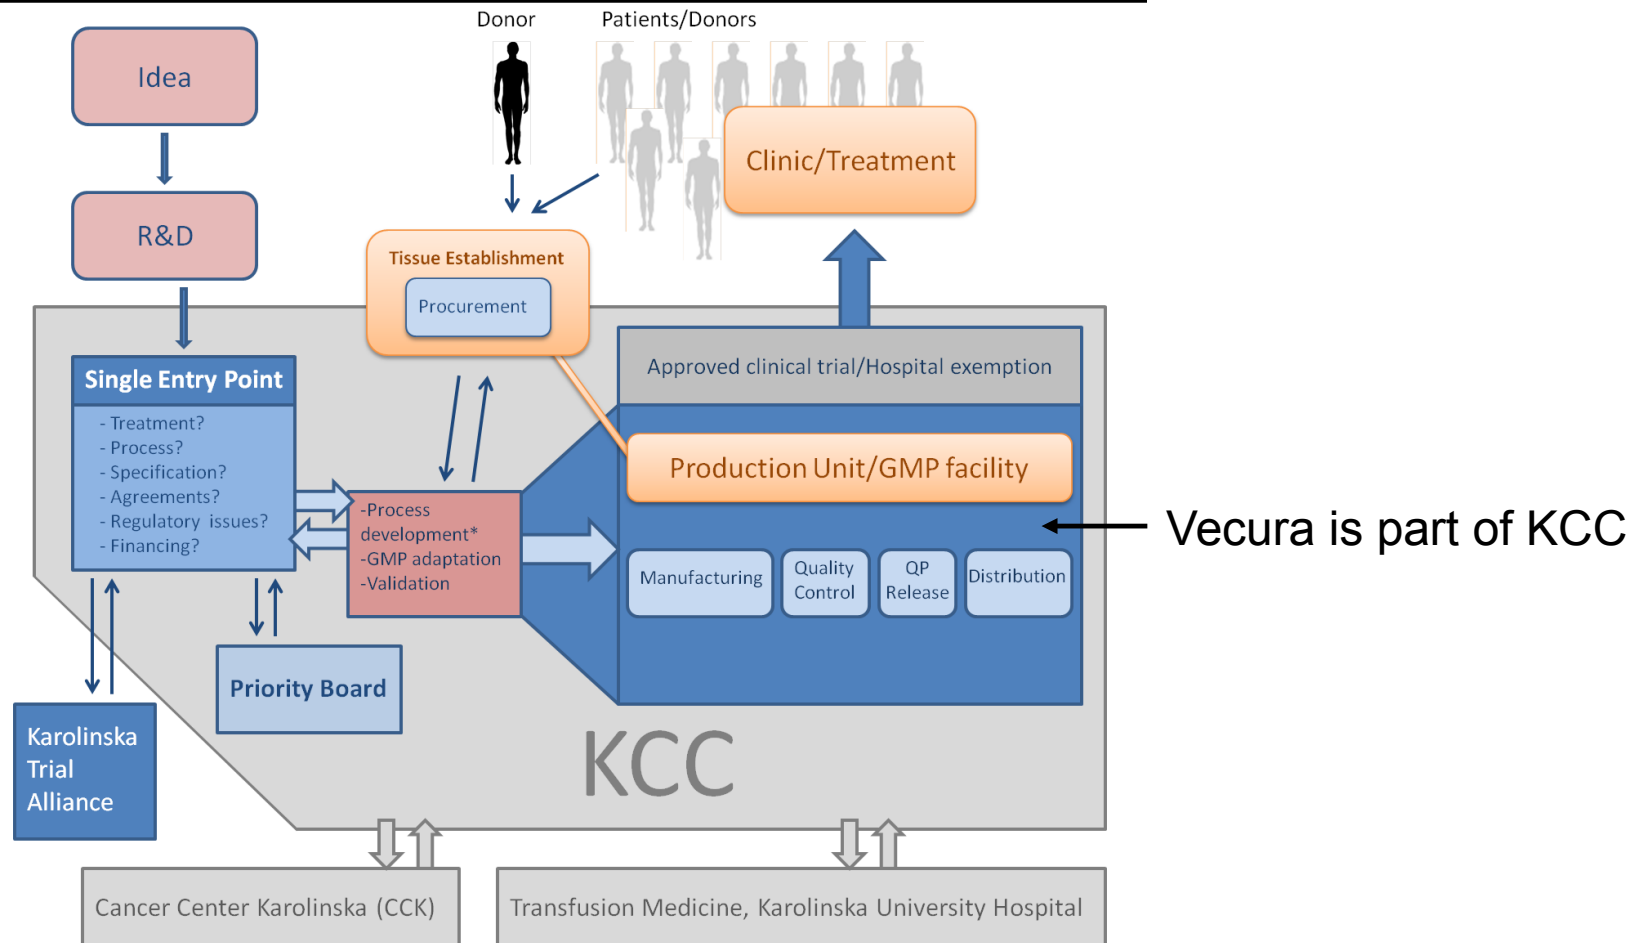 Donor
Patients/Donors
Idea
Clinic/Treatment
R&D
Tissue Establishment
Procurement
Approved clinical trial/Hospital exemption
Single Entry Point
- Treatment?
- Process?
- Specification?
- Agreements?
- Regulatory issues?
- Financing?
Production Unit/GMP facility
-Process
development*
-GMP adaptation
-Validation
Vecura is part of KCC
Manufacturing
Quality
Control
QP
Release
Distribution
Priority Board
Karolinska
Trial
Alliance
KCC
Cancer Center Karolinska (CCK)
Transfusion Medicine, Karolinska University Hospital